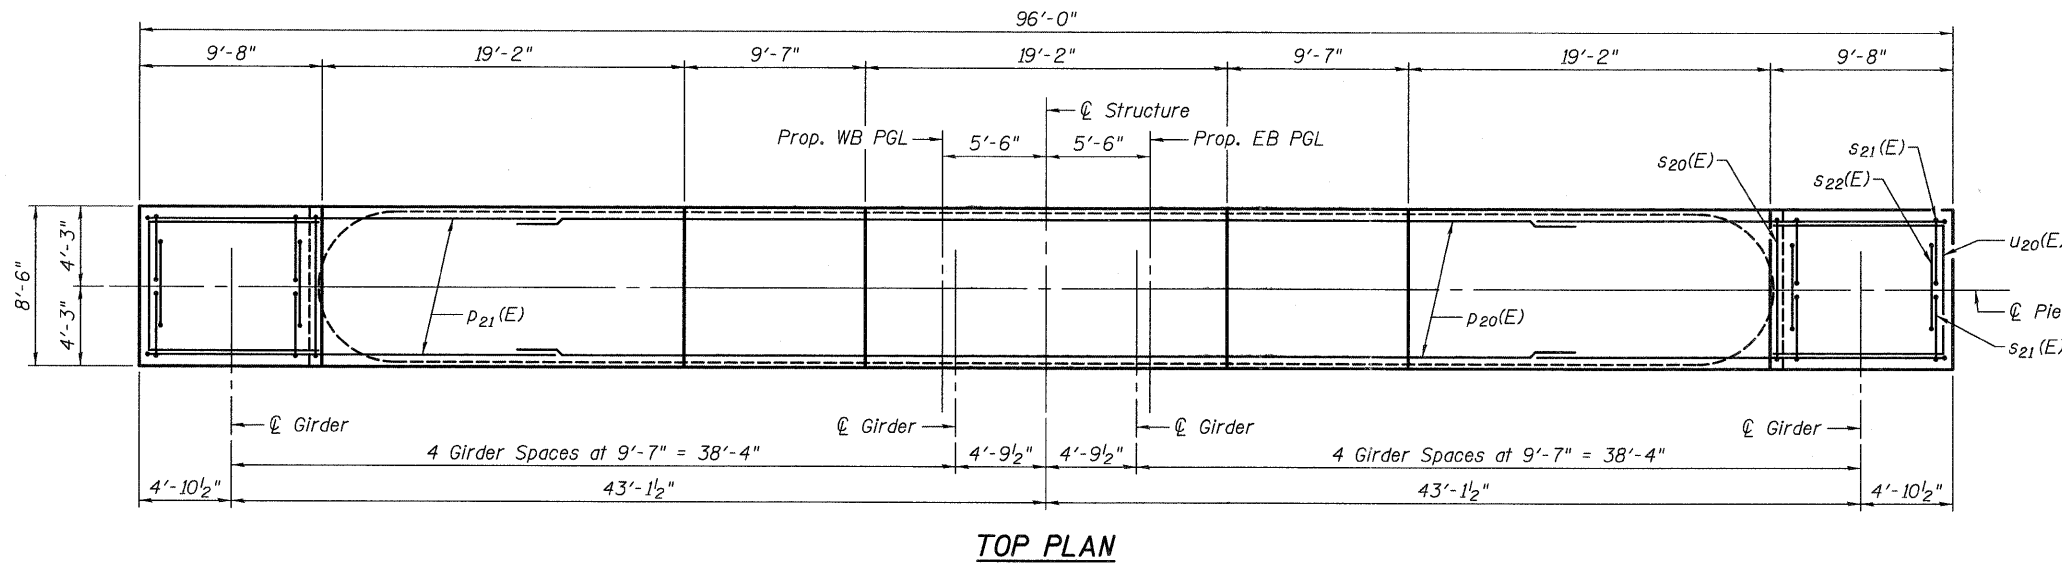 96'-0"
9'-8" 19'-2" 9'-7" 19'-2" 9'-7" 19'-2" 9'-8"
℄ Structure
Prop. WB PGL 5'-6" 5'-6" Prop. EB PGL
s21(E)
s20(E)
s22(E)
8'-6"
4'-3"
4'-3"
u20(E)
p21(E)
p20(E)
℄ Pie
s21(E)
℄ Girder ℄ Girder ℄ Girder ℄ Girder
4 Girder Spaces at 9'-7" = 38'-4" 4'-9½" 4'-9½" 4 Girder Spaces at 9'-7" = 38'-4"
4'-10½" 43'-1½" 43'-1½" 4'-10½"
TOP PLAN